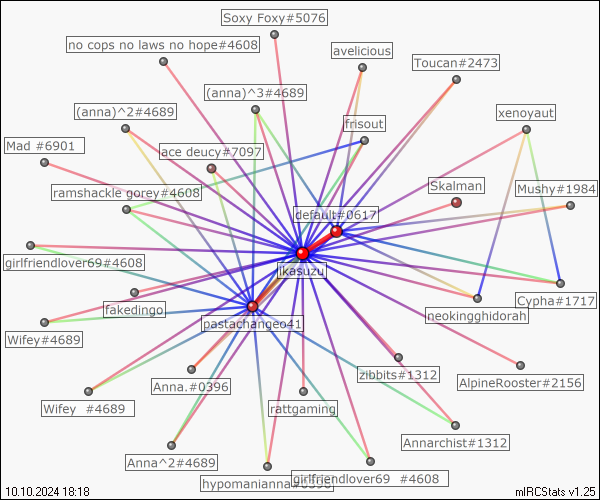 Soxy Foxy#5076
no cops no laws no hope#4608
avelicious
Toucan#2473
(anna)^3#4689
(anna)^2#4689
xenoyaut
frisout
Mad #6901
ace deucy#7097
ramshackle gorey#4608
Skalman
Mushy#1984
default#0617
girlfriendlover69#4608
ikasuzu
fakedingo
neokingghidorah
Cypha#1717
pastachangeo41
Wifey#4689
zibbits#1312
Anna.#0396
AlpineRooster#2156
Wifey  #4689
rattgaming
Annarchist#1312
Anna^2#4689
hypomanianna#0396
girlfriendlover69  #4608
10.10.2024 18:18
mIRCStats v1.25